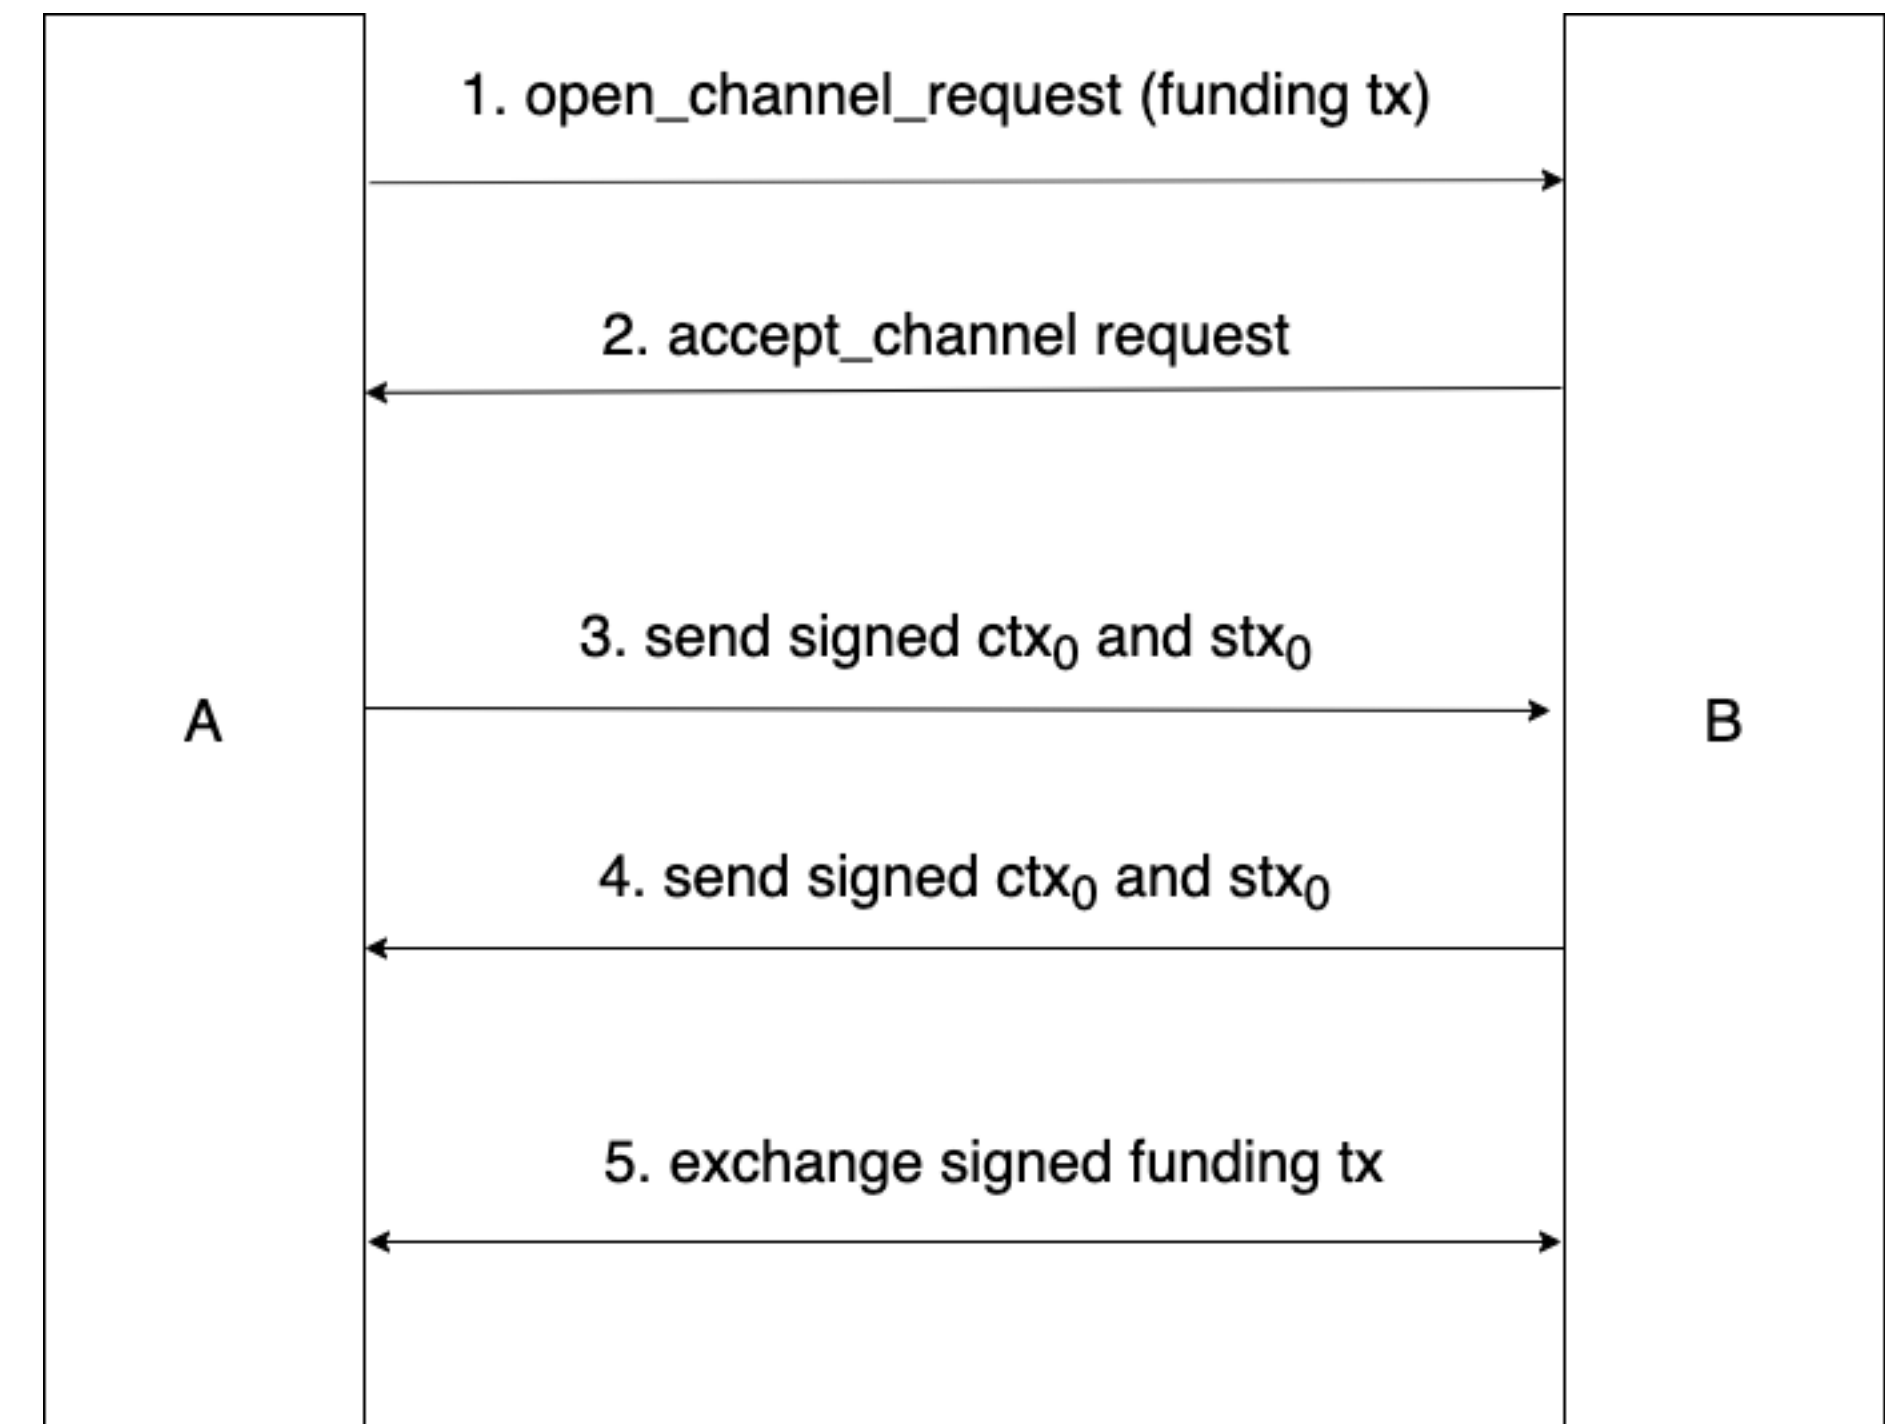 1. open_channel_request (funding tx)
2. accept_channel request
3. send signed ctx₀ and stx₀
A
B
4. send signed ctx₀ and stx₀
5. exchange signed funding tx